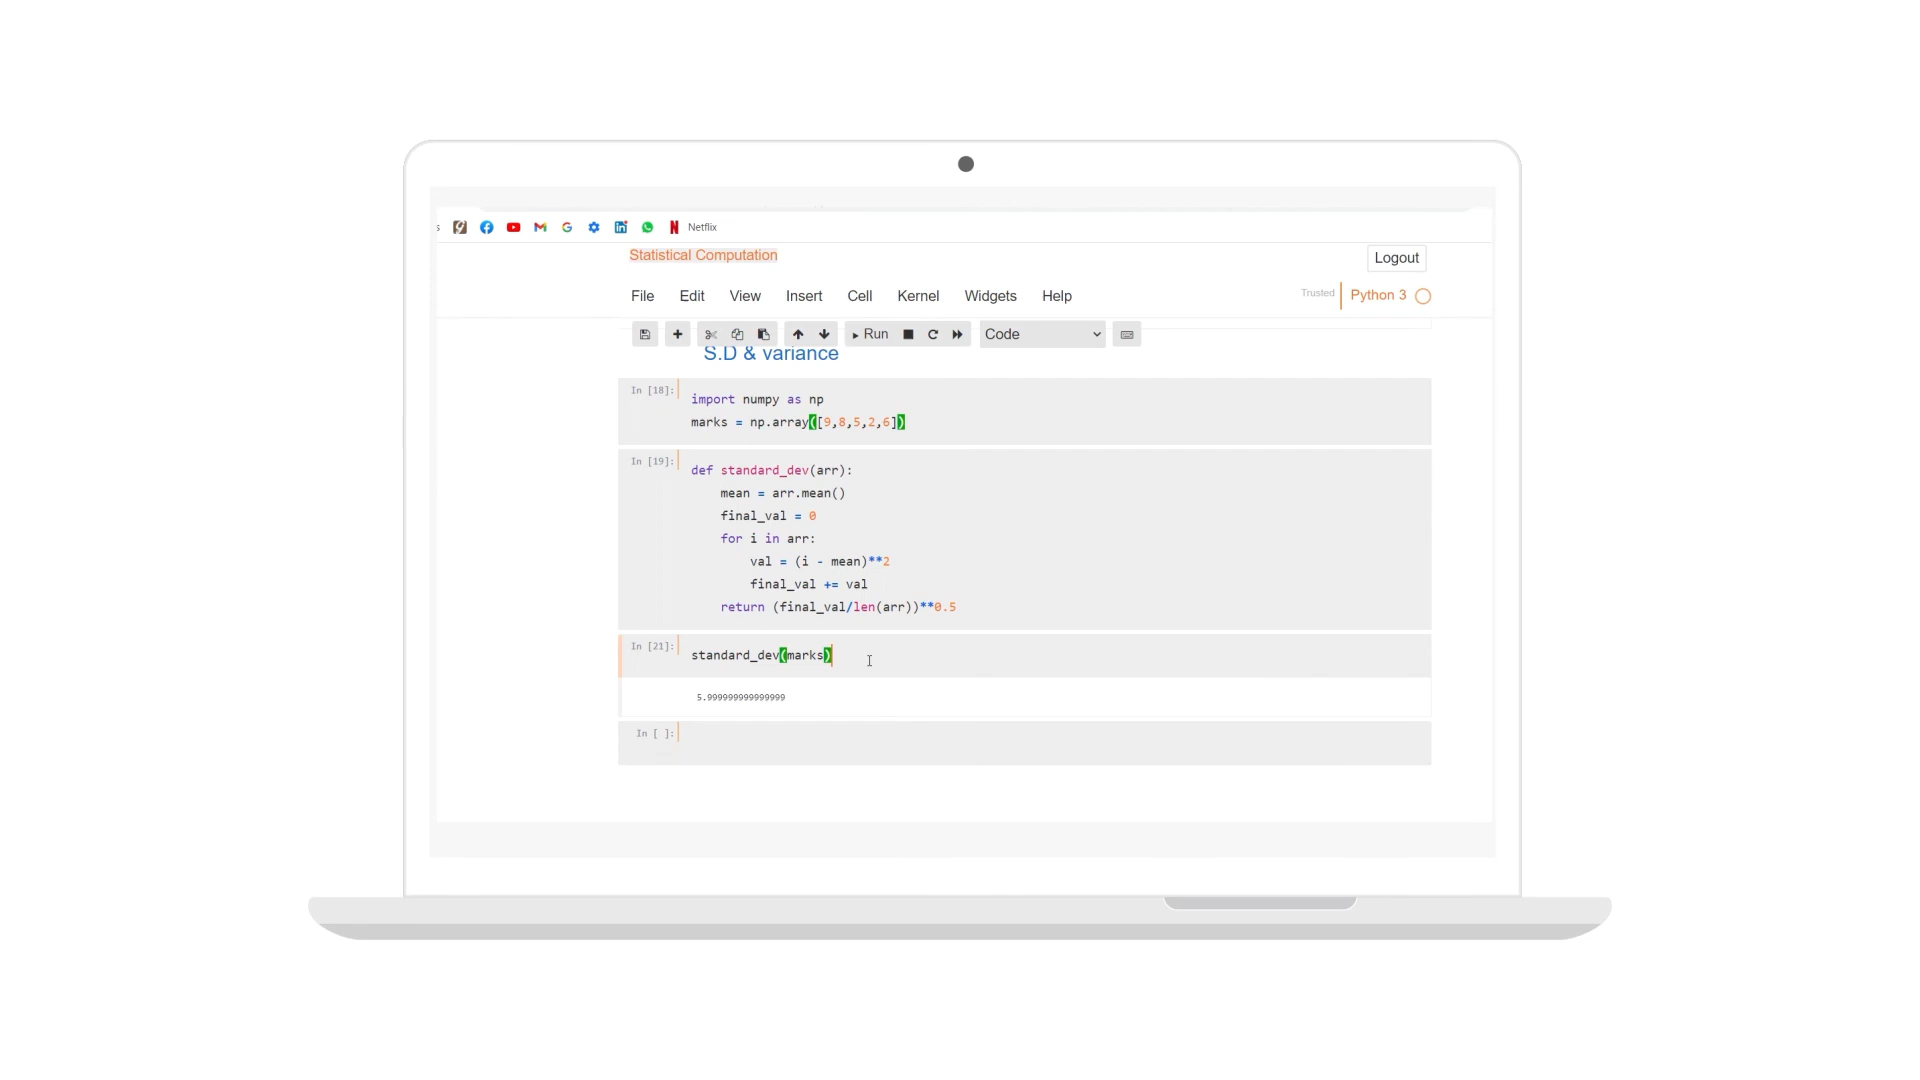 s Netflix
Statistical Computation
Logout
File Edit View Insert Cell Kernel Widgets Help
Trusted Python 3
Run Code
S.D & variance
In [18]:
import numpy as np
marks = np.array([9,8,5,2,6])
In [19]:
def standard_dev(arr):
    mean = arr.mean()
    final_val = 0
    for i in arr:
        val = (i - mean)**2
        final_val += val
    return (final_val/len(arr))**0.5
In [21]:
standard_dev(marks)
5.999999999999999
In [ ]: